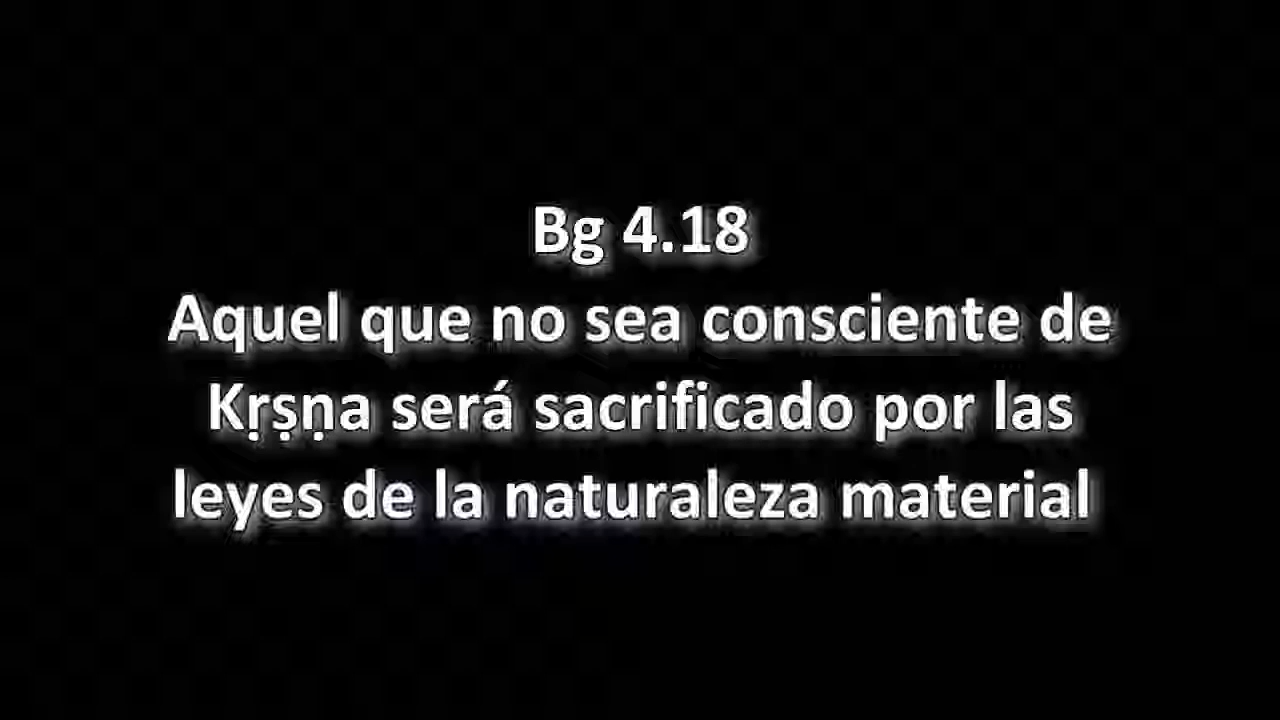 Bg 4.18
Aquel que no sea consciente de
Kṛṣṇa será sacrificado por las
leyes de la naturaleza material